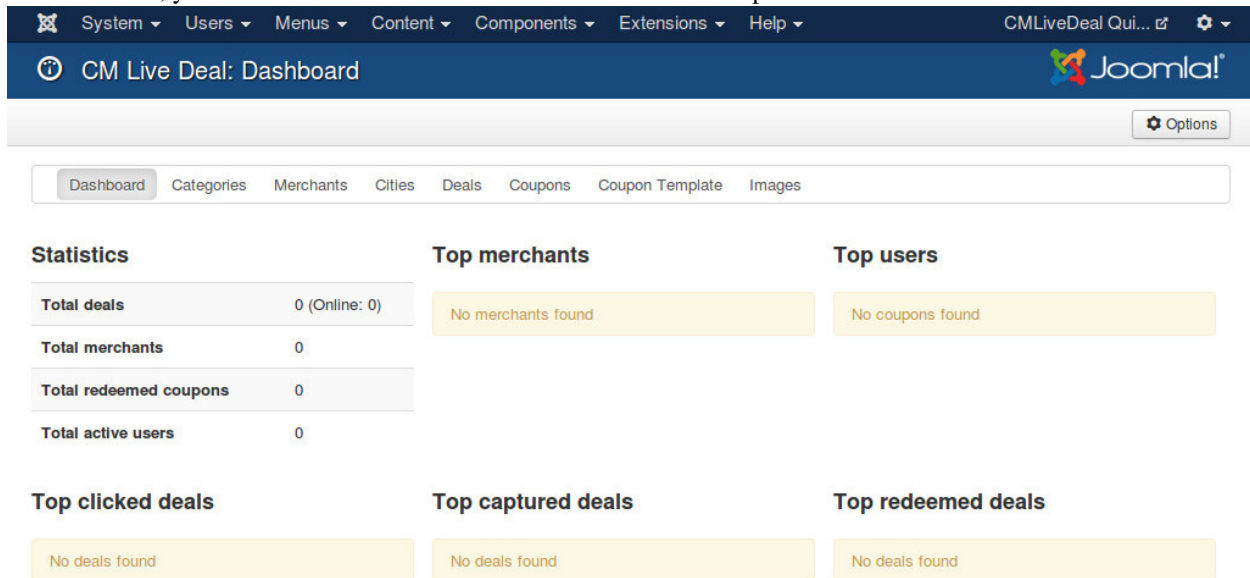 System Users Menus Content Components Extensions Help CMLiveDeal Qui...
CM Live Deal: Dashboard Joomla!
Options
Dashboard Categories Merchants Cities Deals Coupons Coupon Template Images
Statistics Top merchants Top users
Total deals 0 (Online: 0) No merchants found No coupons found
Total merchants 0
Total redeemed coupons 0
Total active users 0
Top clicked deals Top captured deals Top redeemed deals
No deals found No deals found No deals found